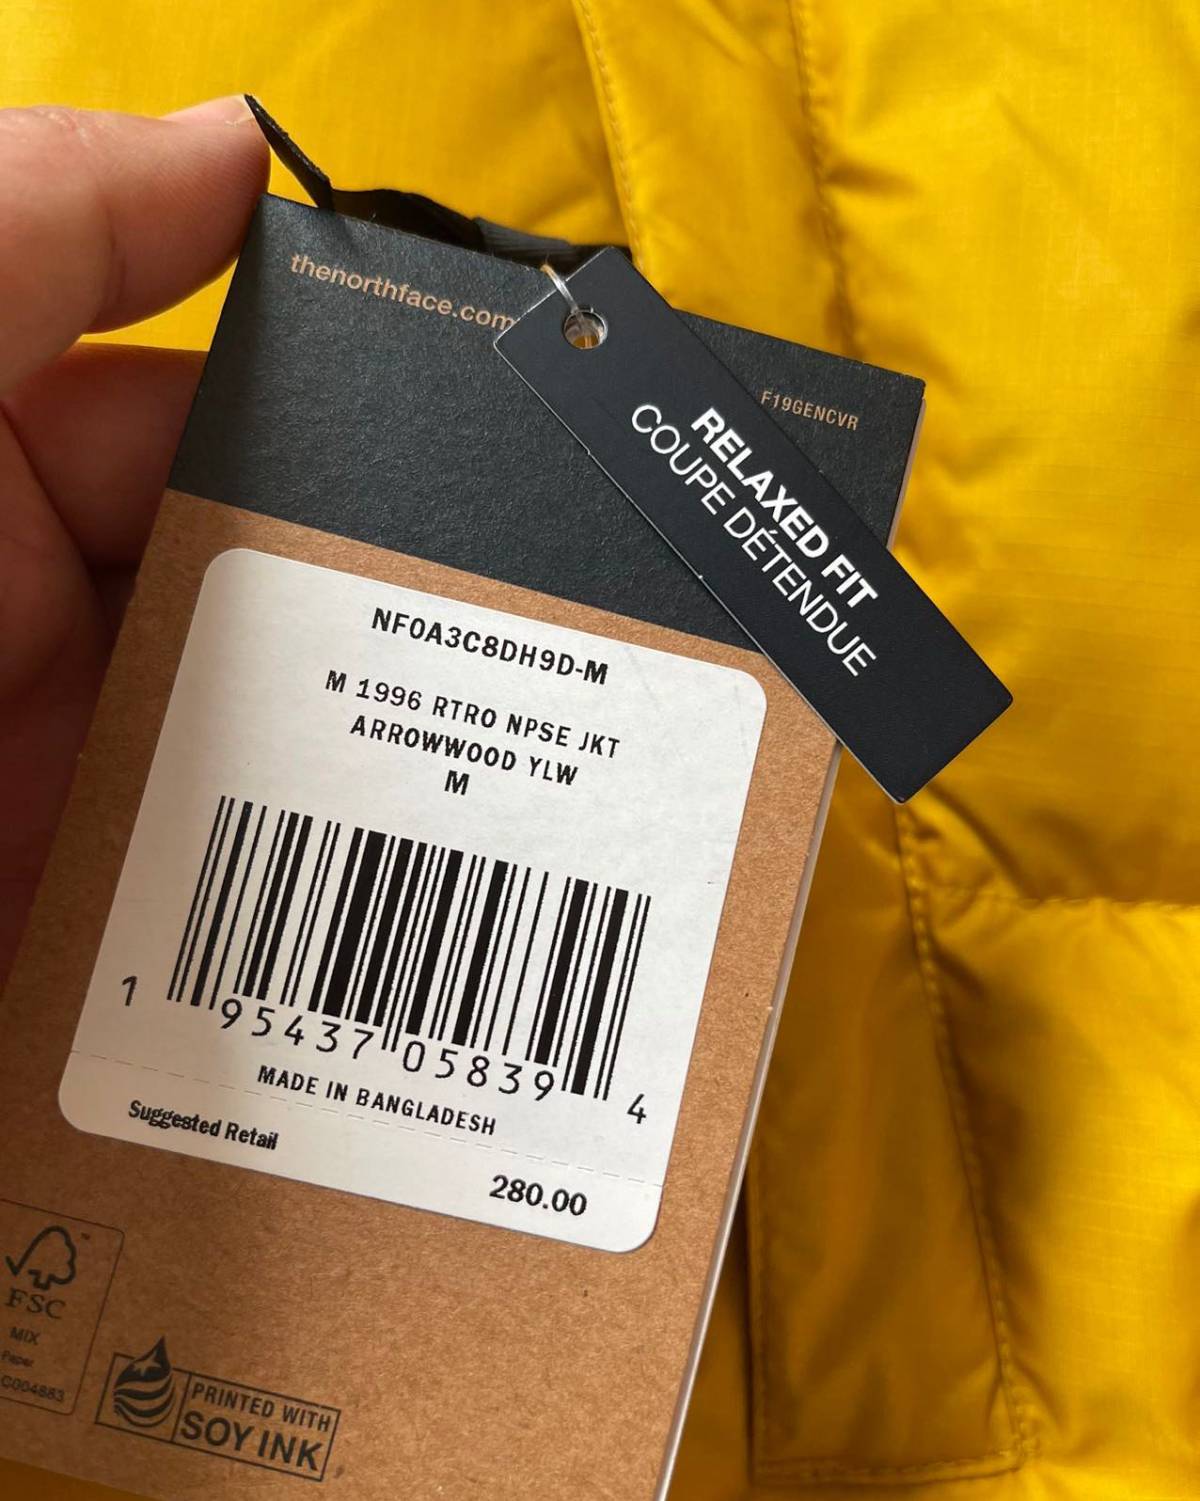 thenorthface.com
F19GENCVR
RELAXED FIT
COUPE DÉTENDUE
NF0A3C8DH9D-M
M 1996 RTRO NPSE JKT
ARROWWOOD YLW
M
1 95437 05839 4
MADE IN BANGLADESH
Suggested Retail
280.00
FSC
MIX
Paper
C004883
PRINTED WITH
SOY INK